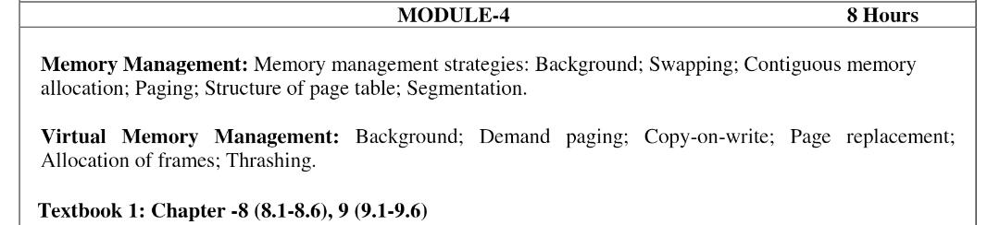 MODULE-4 8 Hours
Memory Management: Memory management strategies: Background; Swapping; Contiguous memory
allocation; Paging; Structure of page table; Segmentation.
Virtual Memory Management: Background; Demand paging; Copy-on-write; Page replacement;
Allocation of frames; Thrashing.
Textbook 1: Chapter -8 (8.1-8.6), 9 (9.1-9.6)